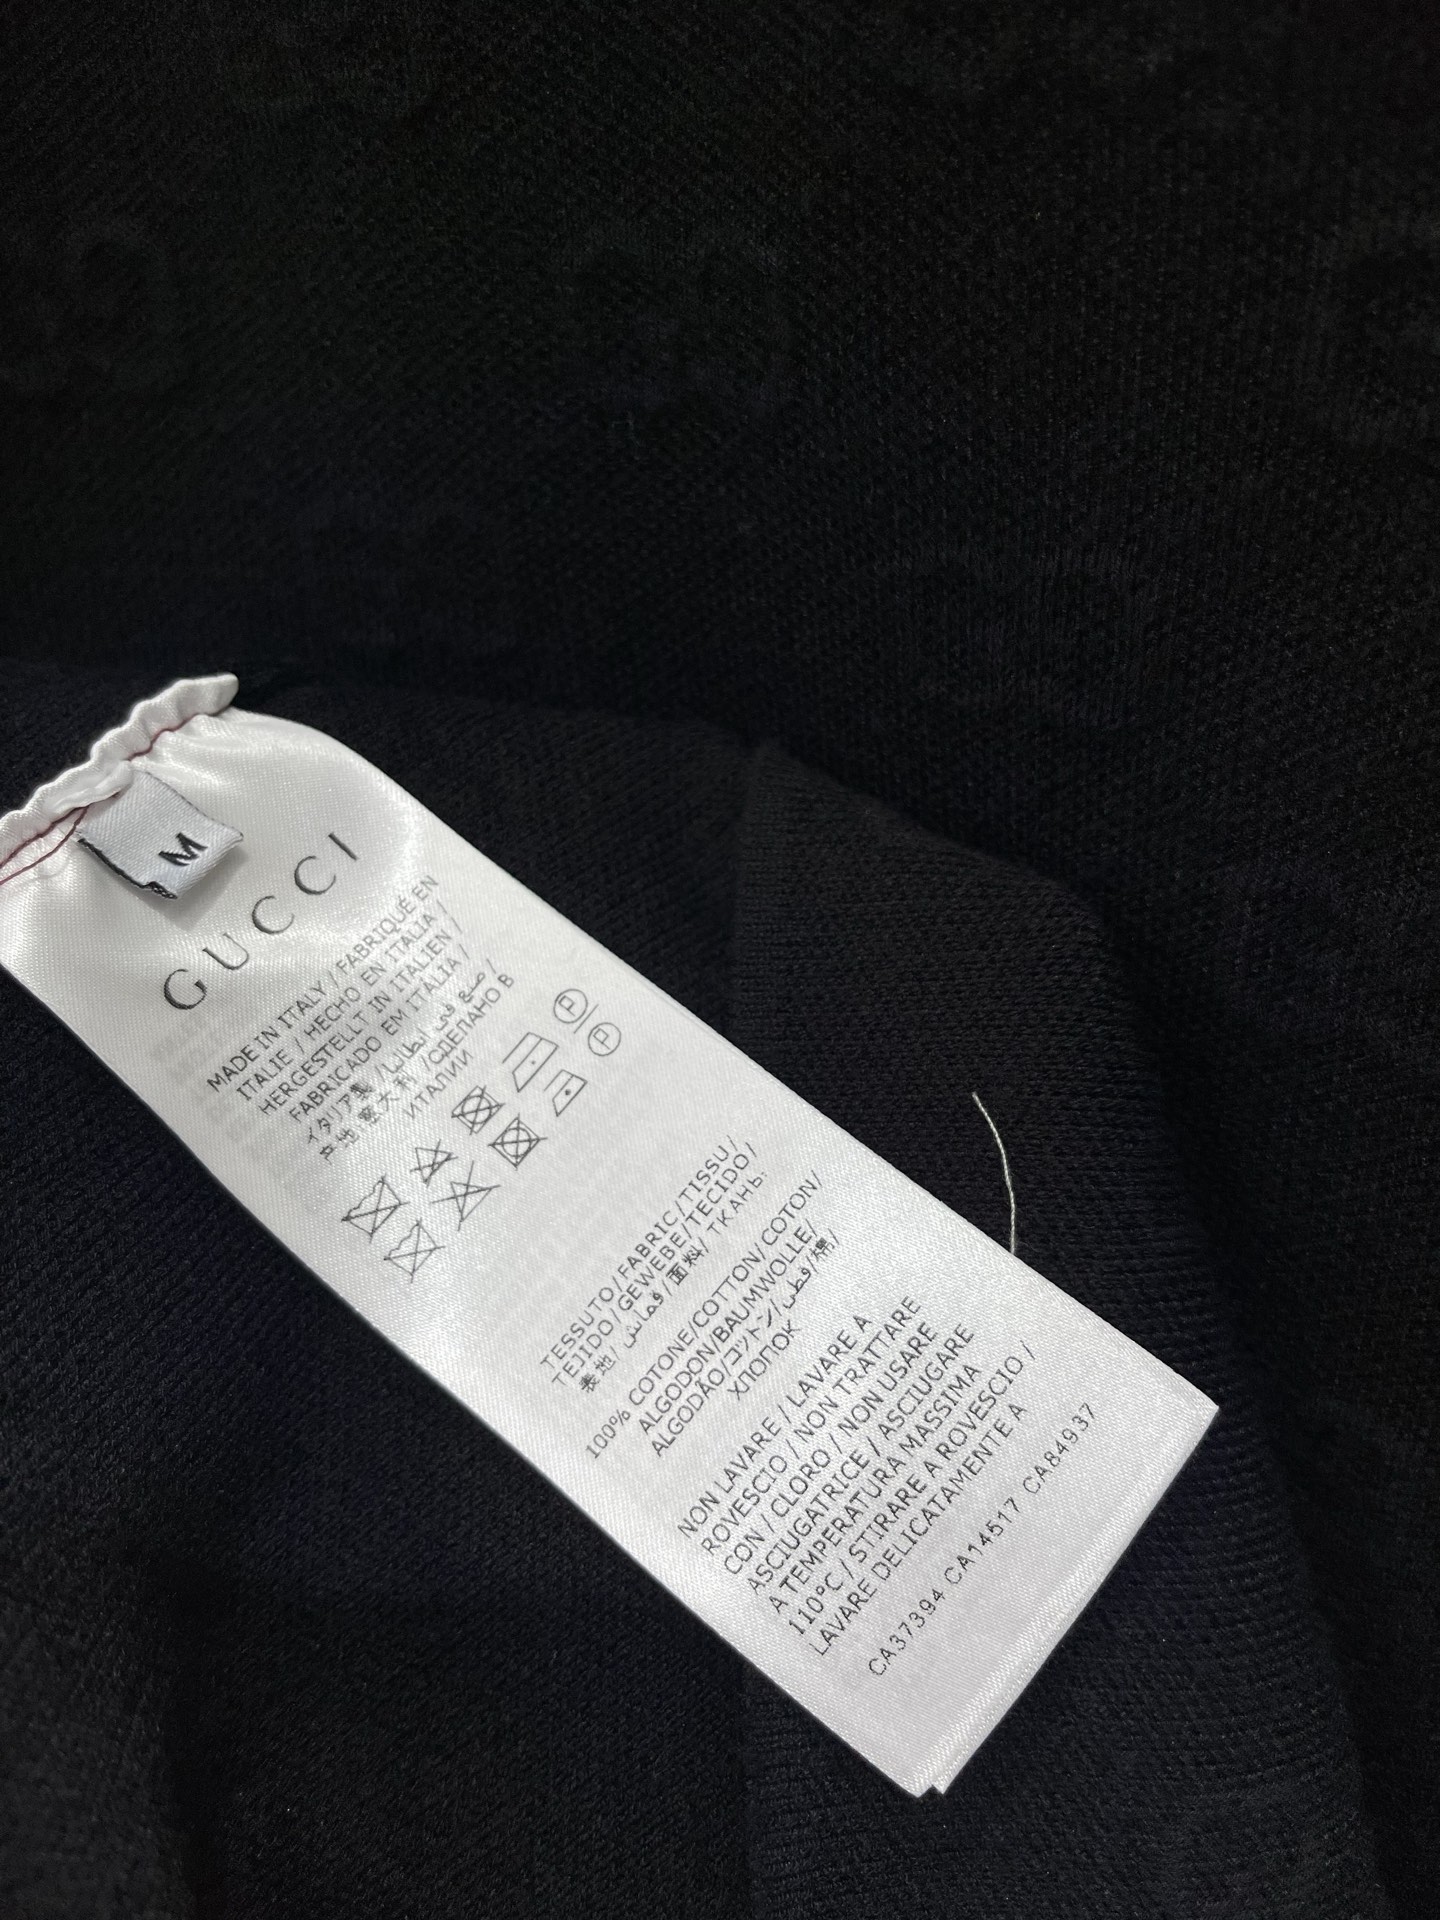 M
GUCCI
MADE IN ITALY / FABRIQUÉ EN
ITALIE / HECHO EN ITALIA /
HERGESTELLT IN ITALIEN /
FABRICADO EM ITALIA /
イタリア製 / صنع في إيطاليا /
产地:意大利 / СДЕЛАНО В
ИТАЛИИ
P
P
TESSUTO/FABRIC/TISSU/
TEJIDO/GEWEBE/TECIDO/
表地/قماش/面料/ТКАНЬ:
100% COTONE/COTTON/COTON/
ALGODON/BAUMWOLLE/
ALGODÃO/コットン/قطن/棉/
ХЛОПОК
NON LAVARE / LAVARE A
ROVESCIO / NON TRATTARE
CON / CLORO / NON USARE
ASCIUGATRICE / ASCIUGARE
A TEMPERATURA MASSIMA
110°C / STIRARE A ROVESCIO /
LAVARE DELICATAMENTE A
CA37394 CA14517 CA84937